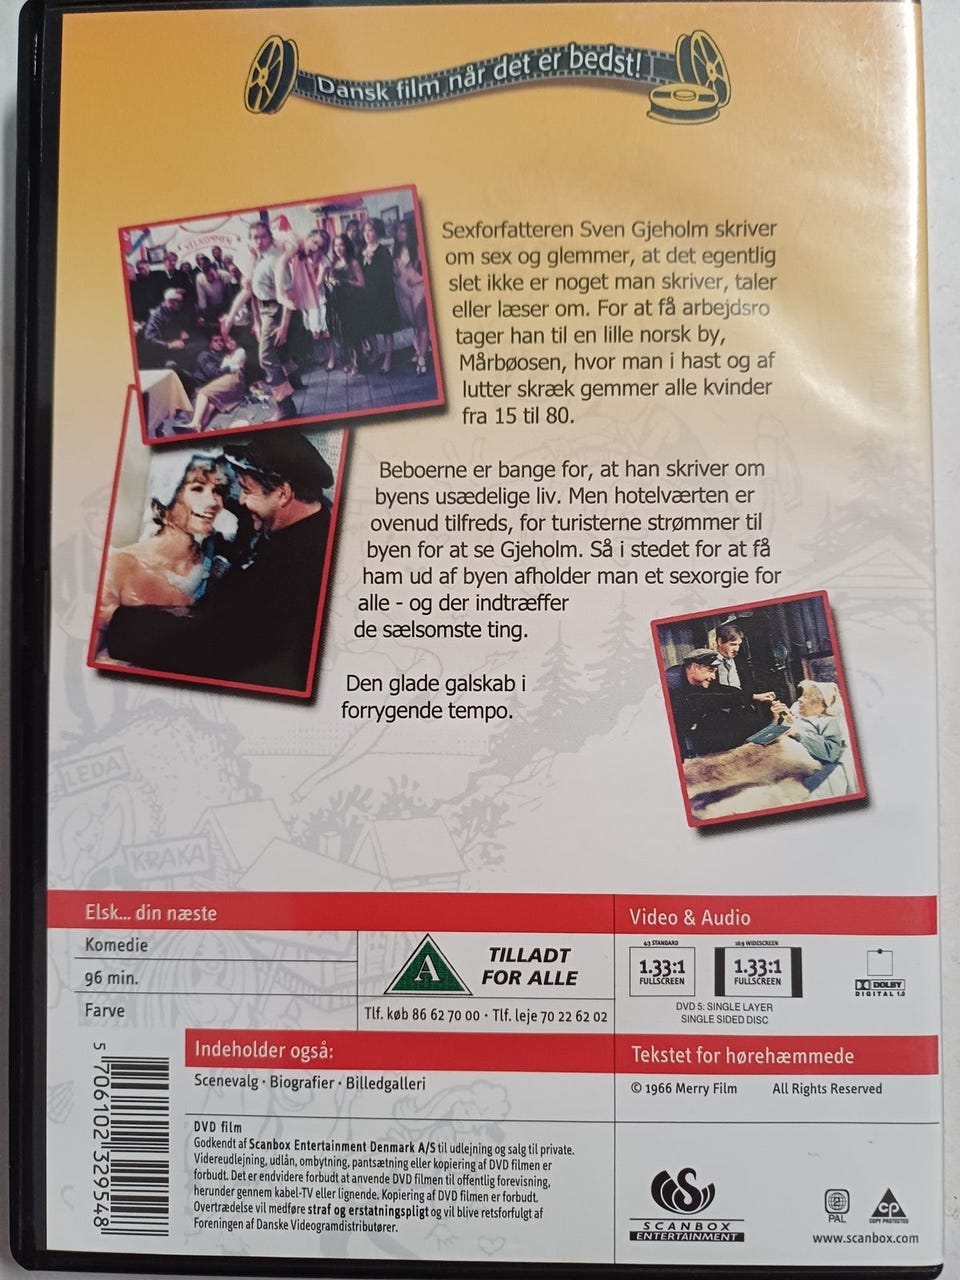 Dansk film når det er bedst!
VELKOMMEN
Sexforfatteren Sven Gjeholm skriver
om sex og glemmer, at det egentlig
slet ikke er noget man skriver, taler
eller læser om. For at få arbejdsro
tager han til en lille norsk by,
Mårbøosen, hvor man i hast og af
lutter skræk gemmer alle kvinder
fra 15 til 80.
Beboerne er bange for, at han skriver om
byens usædelige liv. Men hotelværten er
ovenud tilfreds, for turisterne strømmer til
byen for at se Gjeholm. Så i stedet for at få
ham ud af byen afholder man et sexorgie for
alle - og der indtræffer
de sælsomste ting.
Den glade galskab i
forrygende tempo.
LEDA
KRAKA
Elsk... din næste
Komedie
96 min.
Farve
A
TILLADT
FOR ALLE
Tlf. køb 86 62 70 00 · Tlf. leje 70 22 62 02
Video & Audio
4:3 STANDARD
1.33:1
FULLSCREEN
16:9 WIDESCREEN
1.33:1
FULLSCREEN
DVD 5: SINGLE LAYER
SINGLE SIDED DISC
DOLBY
DIGITAL 1.0
Indeholder også:
Scenevalg · Biografier · Billedgalleri
Tekstet for hørehæmmede
© 1966 Merry Film All Rights Reserved
DVD film
Godkendt af Scanbox Entertainment Denmark A/S til udlejning og salg til private.
Videreudlejning, udlån, ombytning, pantsætning eller kopiering af DVD filmen er
forbudt. Det er endvidere forbudt at anvende DVD filmen til offentlig forevisning,
herunder gennem kabel-TV eller lignende. Kopiering af DVD filmen er forbudt.
Overtrædelse vil medføre straf og erstatningspligt og vil blive retsforfulgt af
Foreningen af Danske Videogramdistributører.
5 706102 329548
SCANBOX
ENTERTAINMENT
2
PAL
CP
COPY PROTECTED
www.scanbox.com